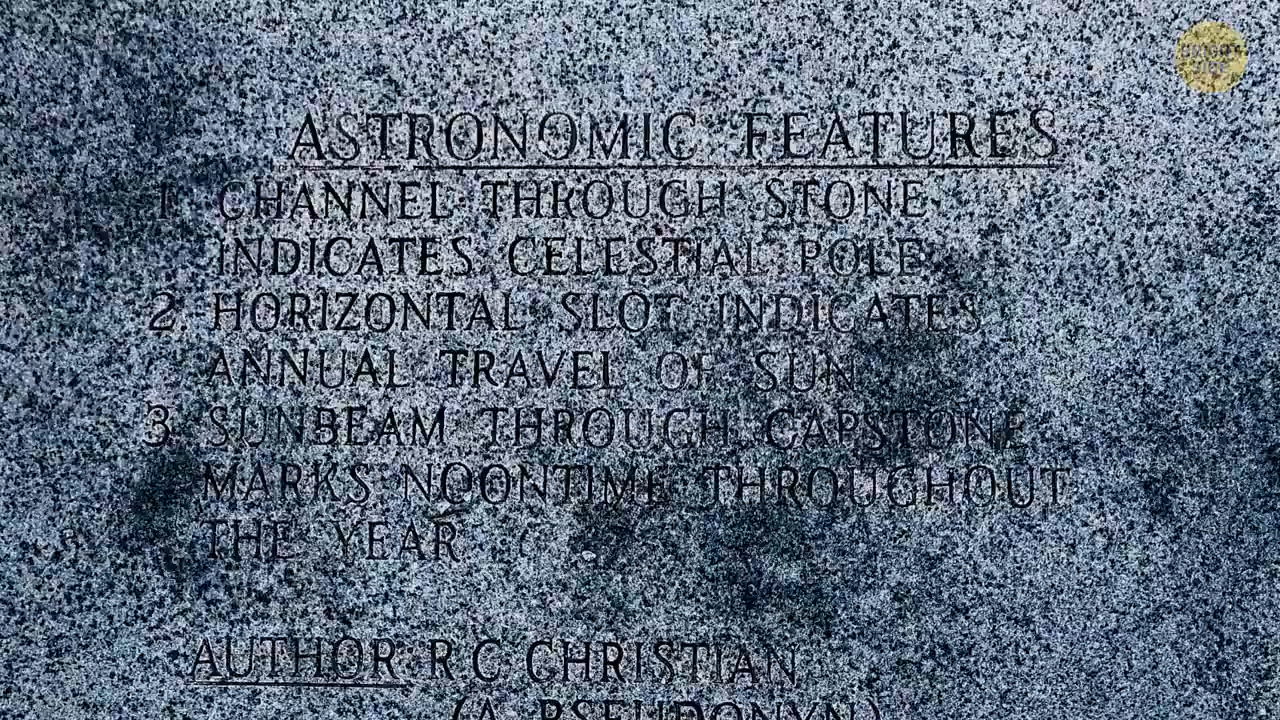 ASTRONOMIC FEATURES
1. CHANNEL THROUGH STONE
INDICATES CELESTIAL POLE
2. HORIZONTAL SLOT INDICATES
ANNUAL TRAVEL OF SUN
3. SUNBEAM THROUGH CAPSTONE
MARKS NOONTIME THROUGHOUT
THE YEAR
AUTHOR R C CHRISTIAN
(A PSEUDONYN)